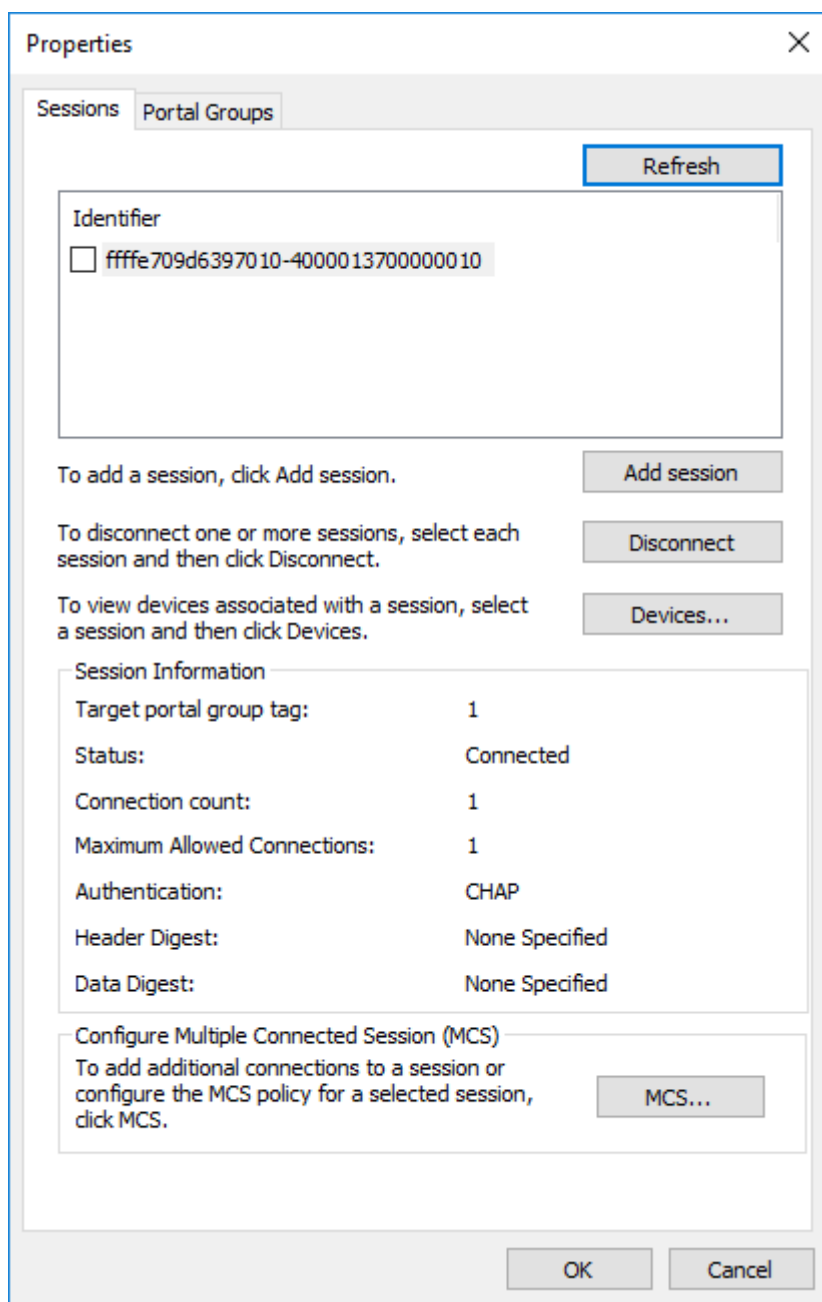 Properties
Sessions
Portal Groups
Refresh
Identifier
ffffe709d6397010-4000013700000010
To add a session, click Add session.
Add session
To disconnect one or more sessions, select each
session and then click Disconnect.
Disconnect
To view devices associated with a session, select
a session and then click Devices.
Devices...
Session Information
Target portal group tag: 1
Status: Connected
Connection count: 1
Maximum Allowed Connections: 1
Authentication: CHAP
Header Digest: None Specified
Data Digest: None Specified
Configure Multiple Connected Session (MCS)
To add additional connections to a session or
configure the MCS policy for a selected session,
click MCS.
MCS...
OK
Cancel